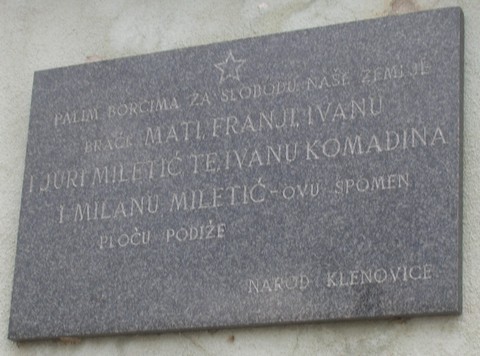 PALIM BORCIMA ZA SLOBODU NAŠE ZEMLJE
BRAĆI MATI, FRANJI, IVANU
I JURI MILETIĆ TE IVANU KOMADINA
I MILANU MILETIĆ - OVU SPOMEN
PLOČU PODIŽE
NAROD KLENOVICE